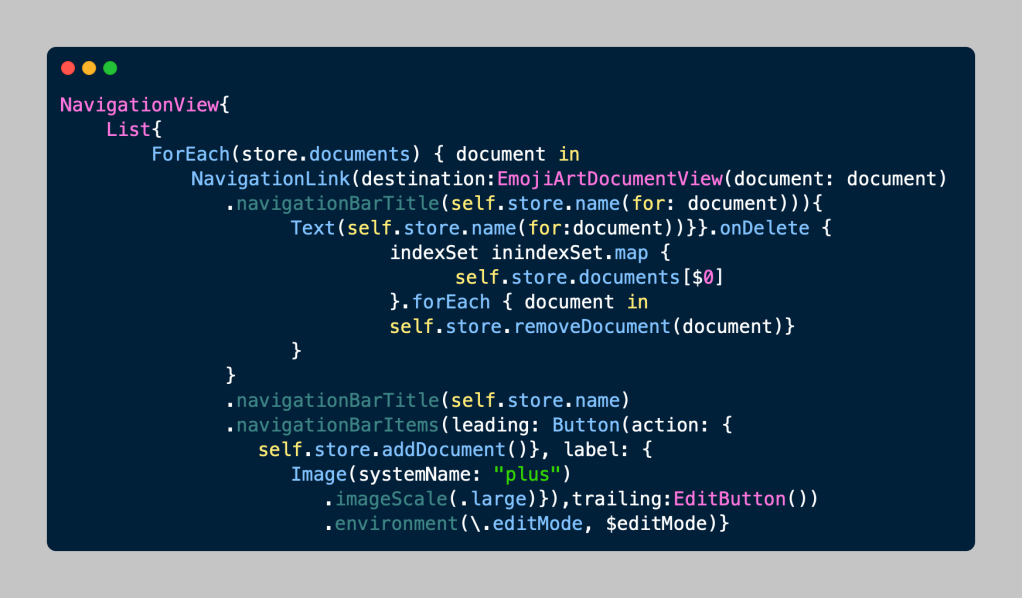 NavigationView{
List{
ForEach(store.documents) { document in
NavigationLink(destination:EmojiArtDocumentView(document: document)
.navigationBarTitle(self.store.name(for: document))){
Text(self.store.name(for:document))}}.onDelete {
indexSet inindexSet.map {
self.store.documents[$0]
}.forEach { document in
self.store.removeDocument(document)}
}
}
.navigationBarTitle(self.store.name)
.navigationBarItems(leading: Button(action: {
self.store.addDocument()}, label: {
Image(systemName: "plus")
.imageScale(.large)}),trailing:EditButton())
.environment(\.editMode, $editMode)}